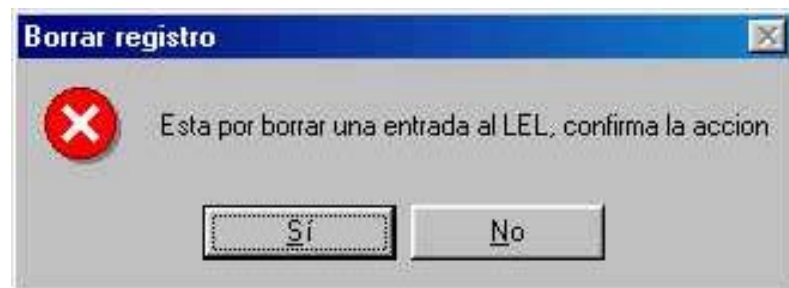 Borrar registro
Esta por borrar una entrada al LEL, confirma la accion
Sí
No